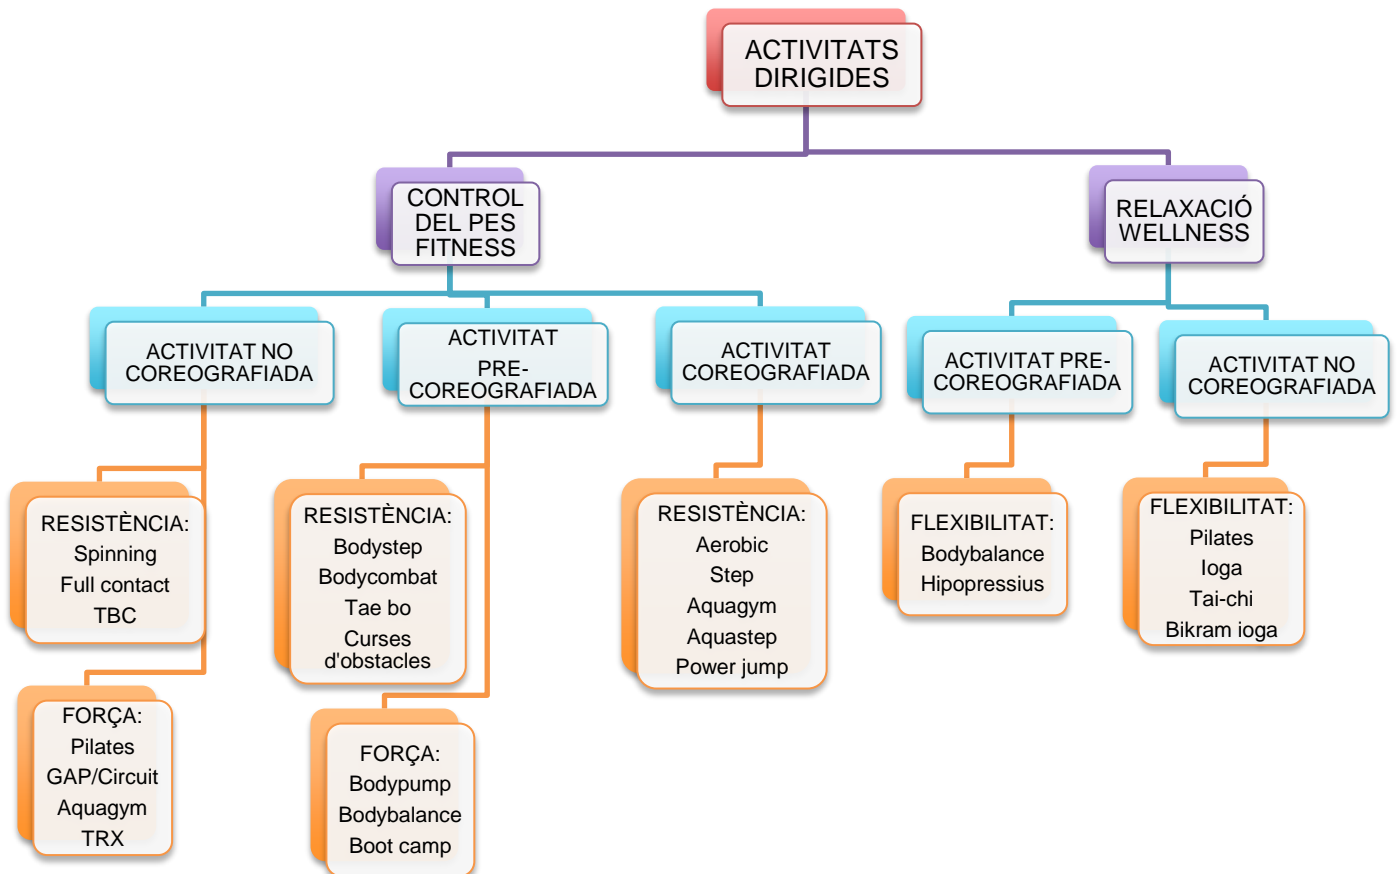 ACTIVITATS
DIRIGIDES
CONTROL
DEL PES
FITNESS
RELAXACIÓ
WELLNESS
ACTIVITAT NO
COREOGRAFIADA
ACTIVITAT
PRE-
COREOGRAFIADA
ACTIVITAT
COREOGRAFIADA
ACTIVITAT PRE-
COREOGRAFIADA
ACTIVITAT NO
COREOGRAFIADA
RESISTÈNCIA:
Spinning
Full contact
TBC
FORÇA:
Pilates
GAP/Circuit
Aquagym
TRX
RESISTÈNCIA:
Bodystep
Bodycombat
Tae bo
Curses
d'obstacles
FORÇA:
Bodypump
Bodybalance
Boot camp
RESISTÈNCIA:
Aerobic
Step
Aquagym
Aquastep
Power jump
FLEXIBILITAT:
Bodybalance
Hipopressius
FLEXIBILITAT:
Pilates
Ioga
Tai-chi
Bikram ioga